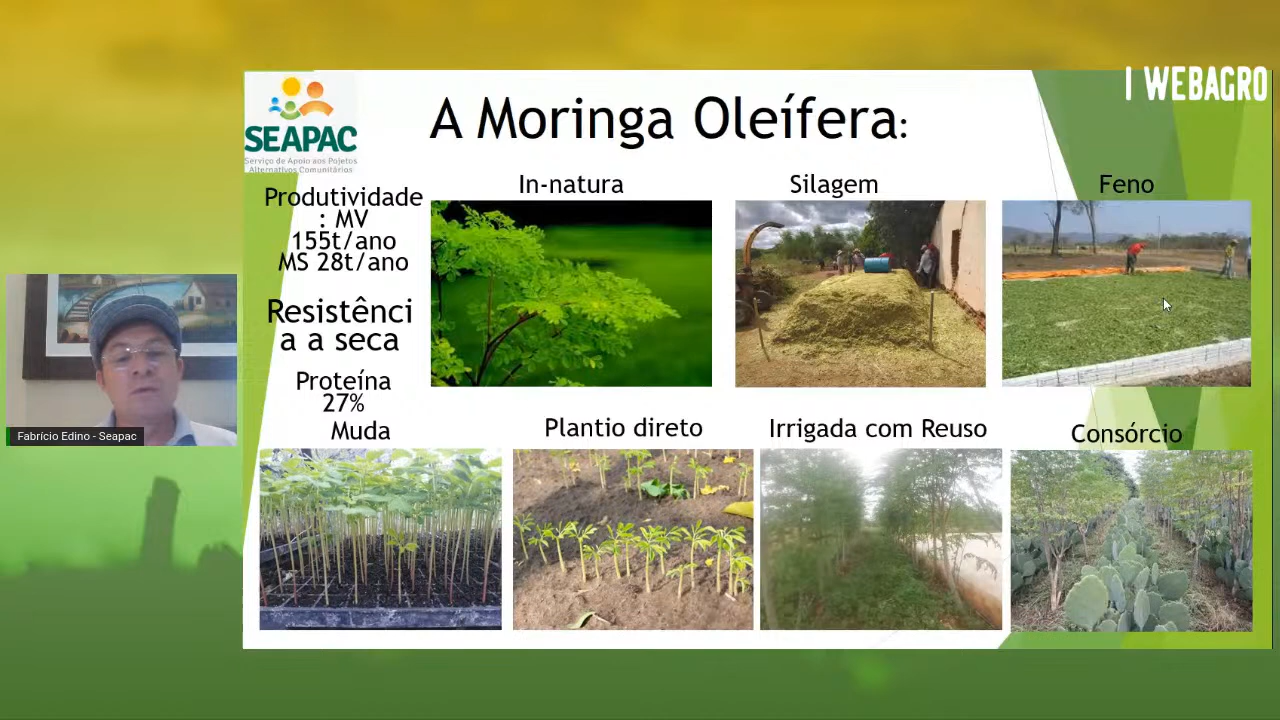 I WEBAGRO
SEAPAC
Serviço de Apoio aos Pojetos
Alternativos Comunitários
A Moringa Oleífera:
Produtividade
: MV
155t/ano
MS 28t/ano
Resistênci
a a seca
Proteína
27%
In-natura
Silagem
Feno
Muda
Plantio direto
Irrigada com Reuso
Consórcio
Fabrício Edino - Seapac